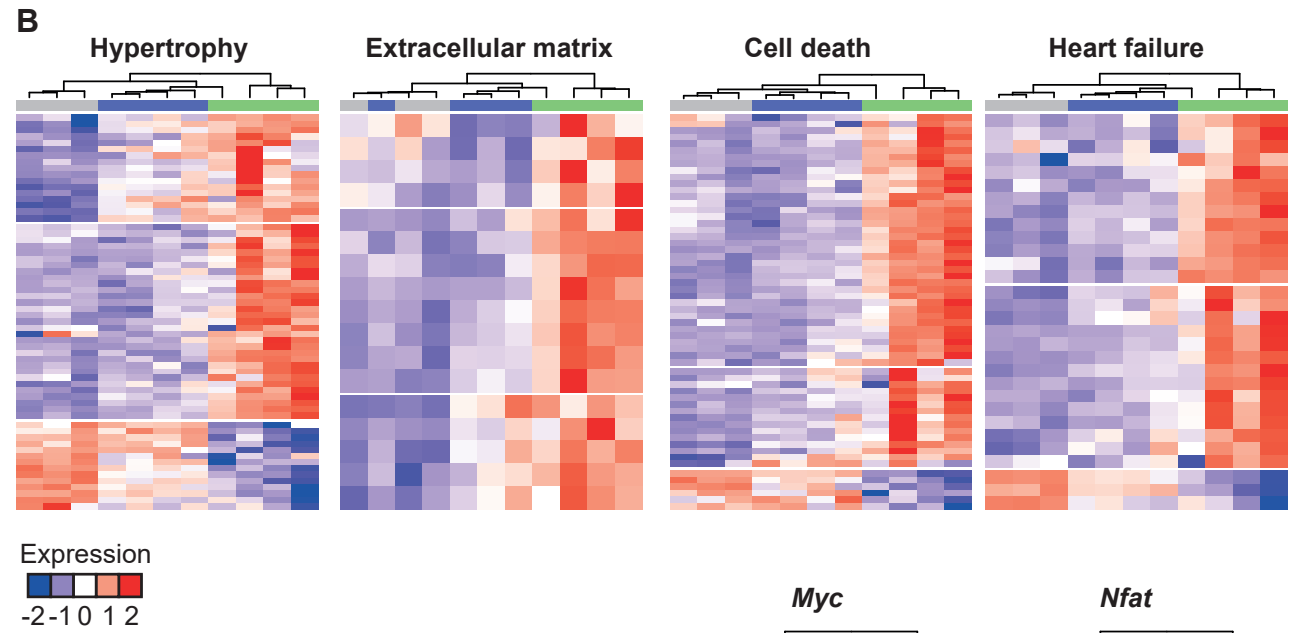 B
Hypertrophy
Extracellular matrix
Cell death
Heart failure
Expression
-2 -1 0 1 2
Myc
Nfat